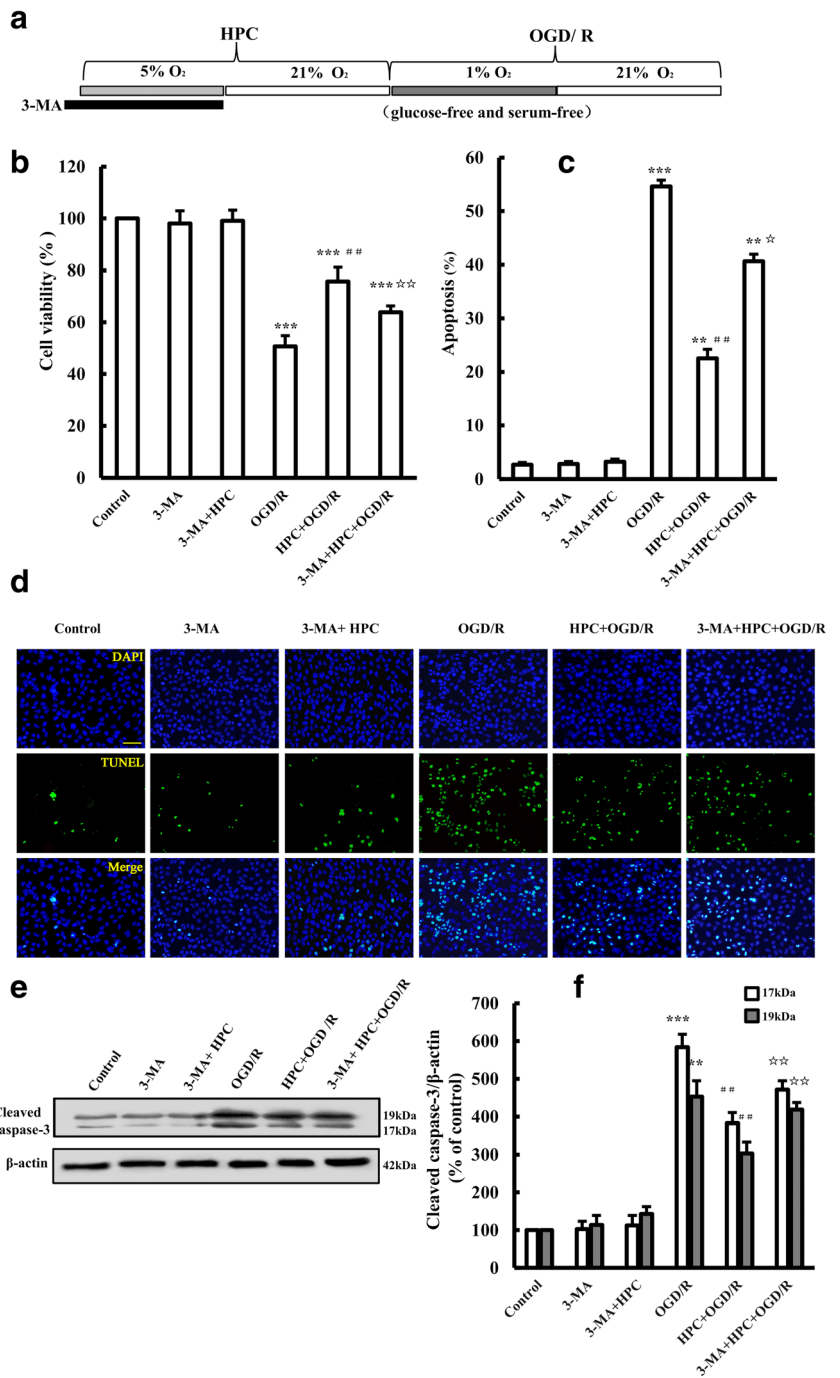 a
HPC
OGD/ R
5% O₂
21% O₂
1% O₂
21% O₂
3-MA
(glucose-free and serum-free)
b
Cell viability (%)
120
100
80
60
40
20
0
***
*** ##
*** ☆☆
Control
3-MA
3-MA+HPC
OGD/R
HPC+OGD/R
3-MA+HPC+OGD/R
c
Apoptosis (%)
60
50
40
30
20
10
0
***
** ##
** ☆
Control
3-MA
3-MA+HPC
OGD/R
HPC+OGD/R
3-MA+HPC+OGD/R
d
Control
3-MA
3-MA+ HPC
OGD/R
HPC+OGD/R
3-MA+HPC+OGD/R
DAPI
TUNEL
Merge
e
Control
3-MA
3-MA+ HPC
OGD/R
HPC+OGD /R
3-MA+ HPC+OGD/R
Cleaved
caspase-3
19kDa
17kDa
β-actin
42kDa
f
Cleaved caspase-3/β-actin
(% of control)
700
600
500
400
300
200
100
0
17kDa
19kDa
***
**
##
##
☆☆
☆☆
Control
3-MA
3-MA+HPC
OGD/R
HPC+OGD/R
3-MA+HPC+OGD/R